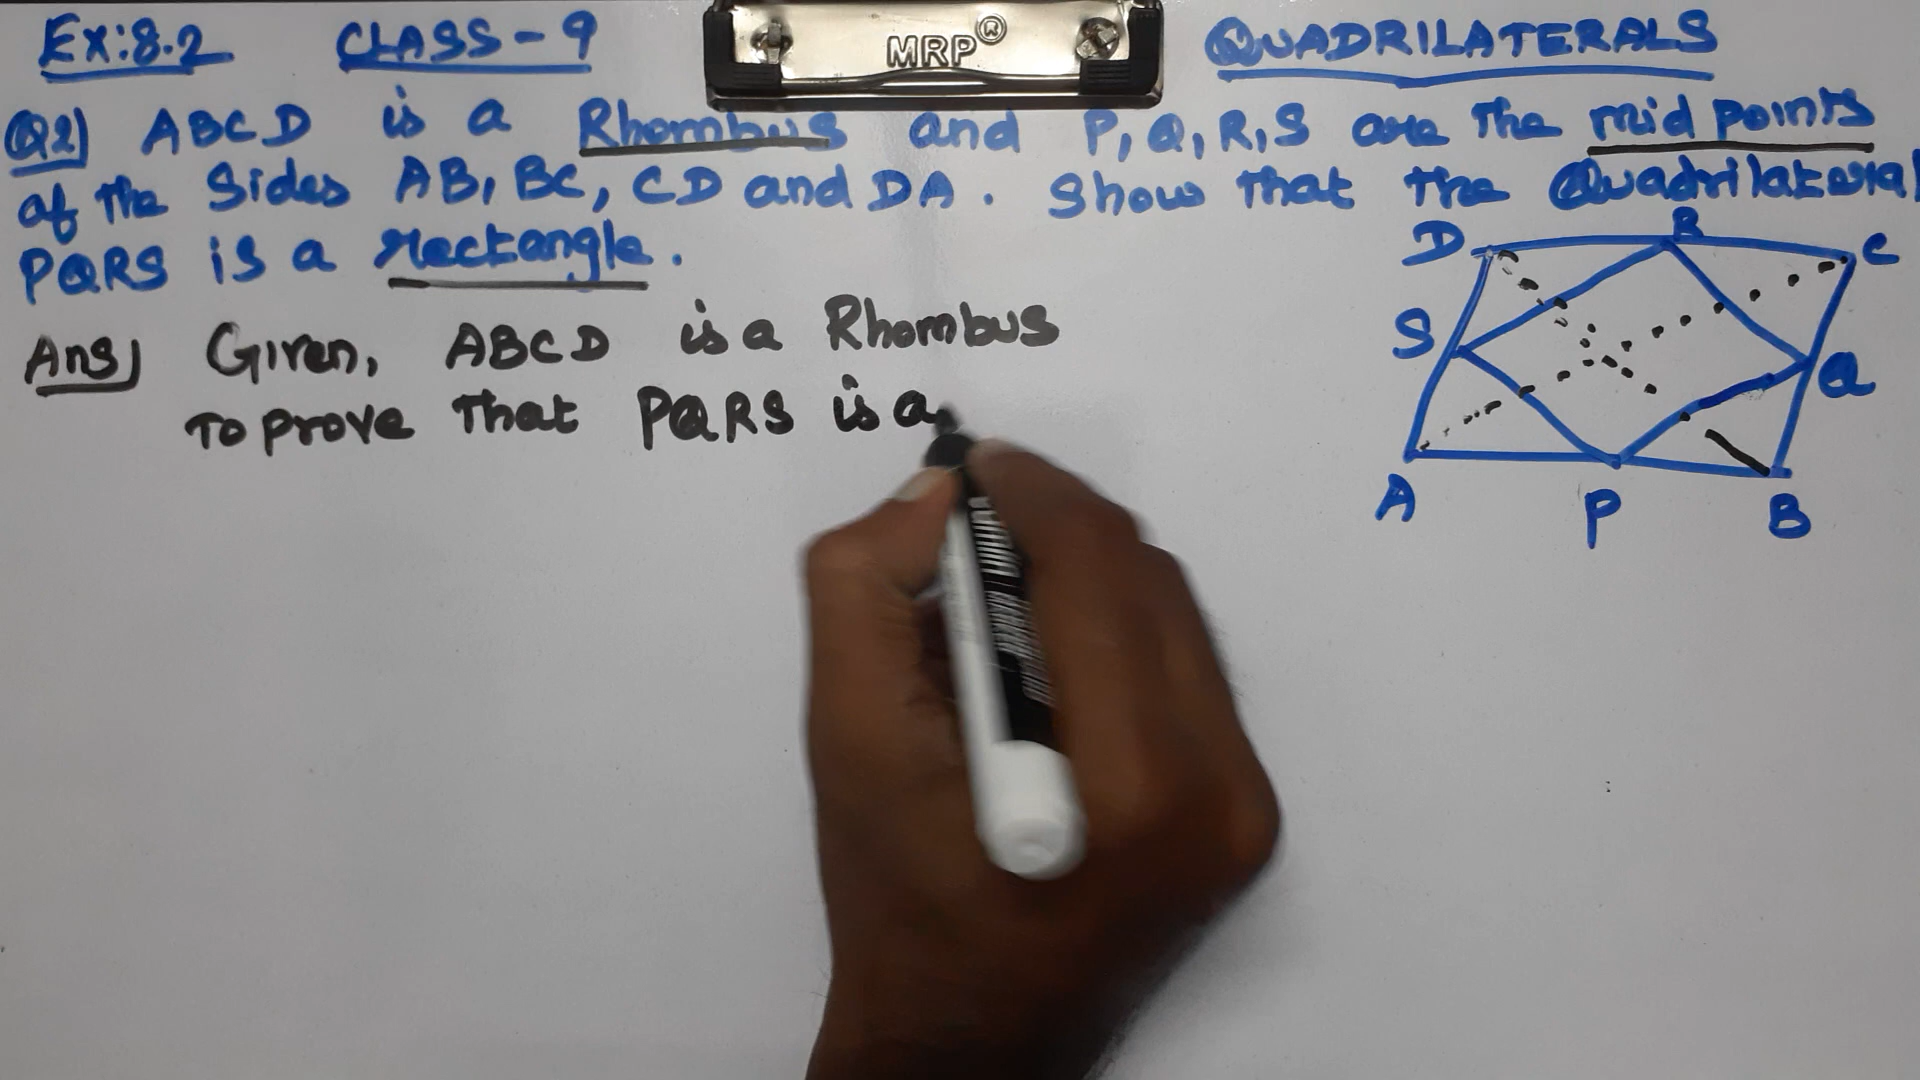 Ex:8.2 CLASS-9 MRP® QUADRILATERALS
Q2) ABCD is a Rhombus and P,Q,R,S are the mid points
of the Sides AB, BC, CD and DA. Show that the Quadrilateral
PQRS is a rectangle.
Ans) Given, ABCD is a Rhombus
To prove that PQRS is a
D R C
S Q
A P B